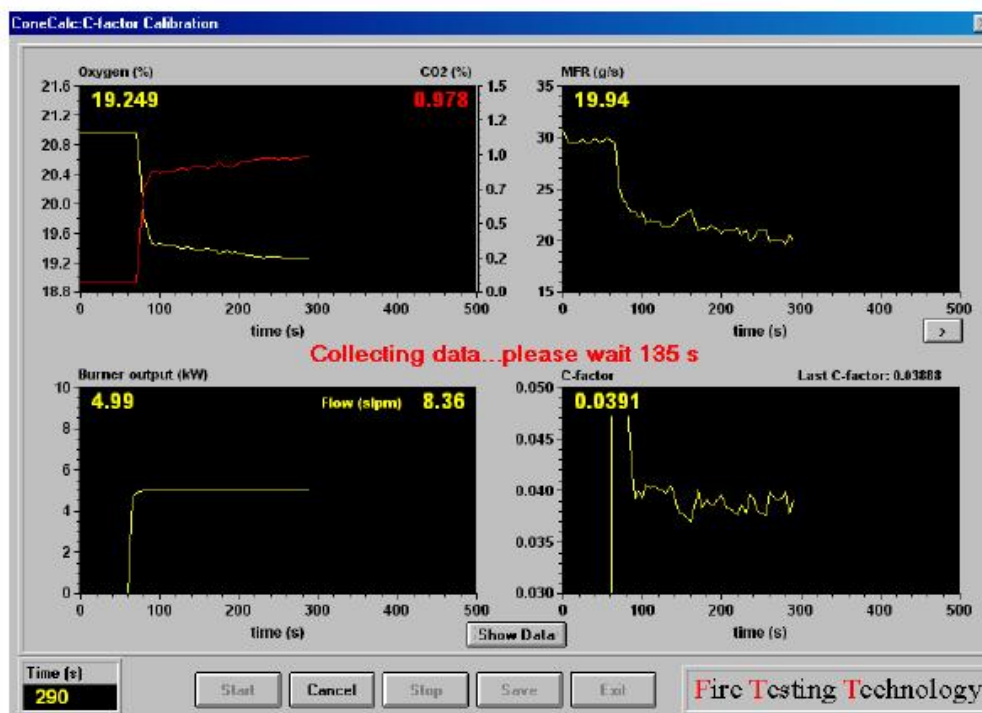 ConeCalc:C-factor Calibration
Oxygen (%) CO2 (%)
19.249 0.978
21.6
21.2
20.8
20.4
20.0
19.6
19.2
18.8
1.5
1.2
1.0
0.7
0.5
0.2
0.0
0 100 200 300 400 500
time (s)
MFR (g/s)
19.94
35
30
25
20
15
0 100 200 300 400 500
time (s)
>
Collecting data...please wait 135 s
Burner output (kW)
4.99 Flow (slpm) 8.36
10
8
6
4
2
0
0 100 200 300 400 500
time (s)
C-factor Last C-factor: 0.03888
0.0391
0.050
0.045
0.040
0.035
0.030
0 100 200 300 400 500
time (s)
Show Data
Time (s)
290
Start Cancel Stop Save Exit
Fire Testing Technology